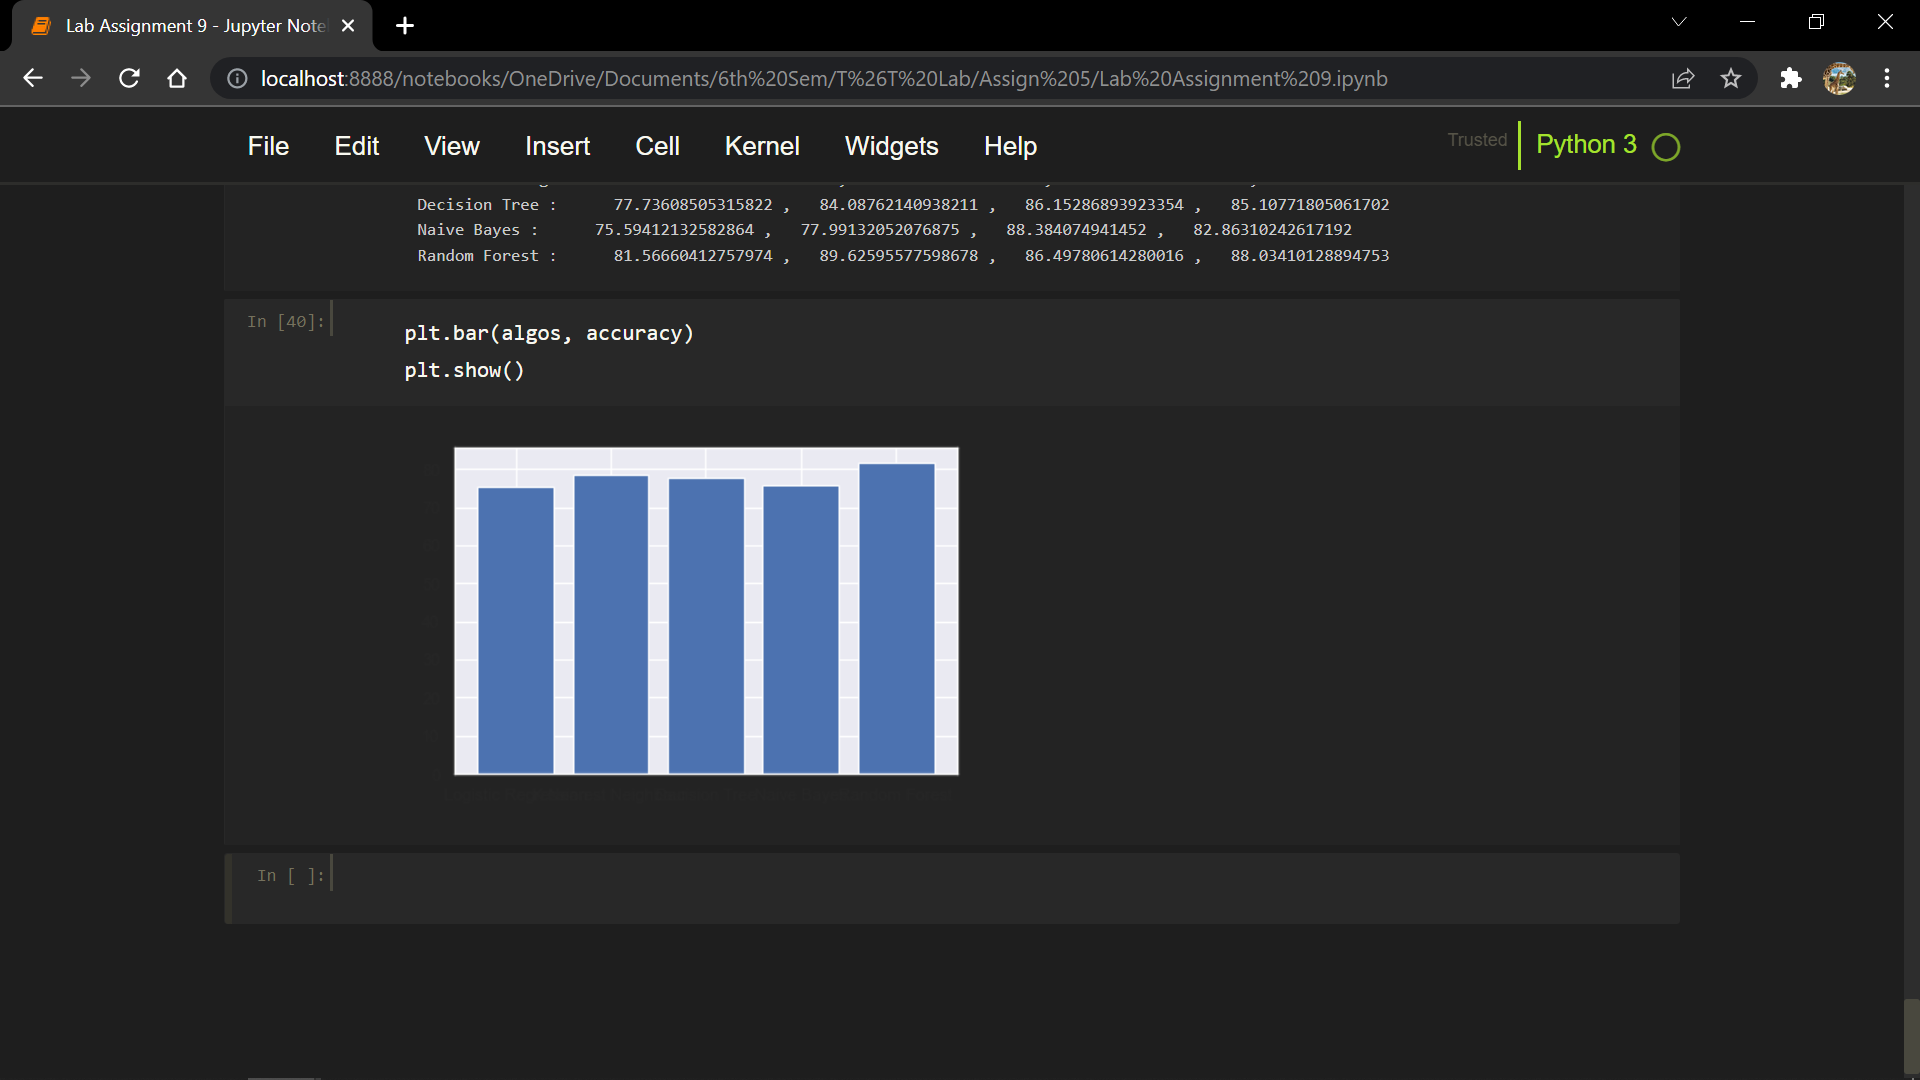 Lab Assignment 9 - Jupyter Note
localhost:8888/notebooks/OneDrive/Documents/6th%20Sem/T%26T%20Lab/Assign%205/Lab%20Assignment%209.ipynb
File Edit View Insert Cell Kernel Widgets Help Trusted Python 3
Decision Tree : 77.73608505315822 , 84.08762140938211 , 86.15286893923354 , 85.10771805061702
Naive Bayes : 75.59412132582864 , 77.99132052076875 , 88.384074941452 , 82.86310242617192
Random Forest : 81.56660412757974 , 89.62595577598678 , 86.49780614280016 , 88.03410128894753
In [40]:
plt.bar(algos, accuracy)
plt.show()
In [ ]: